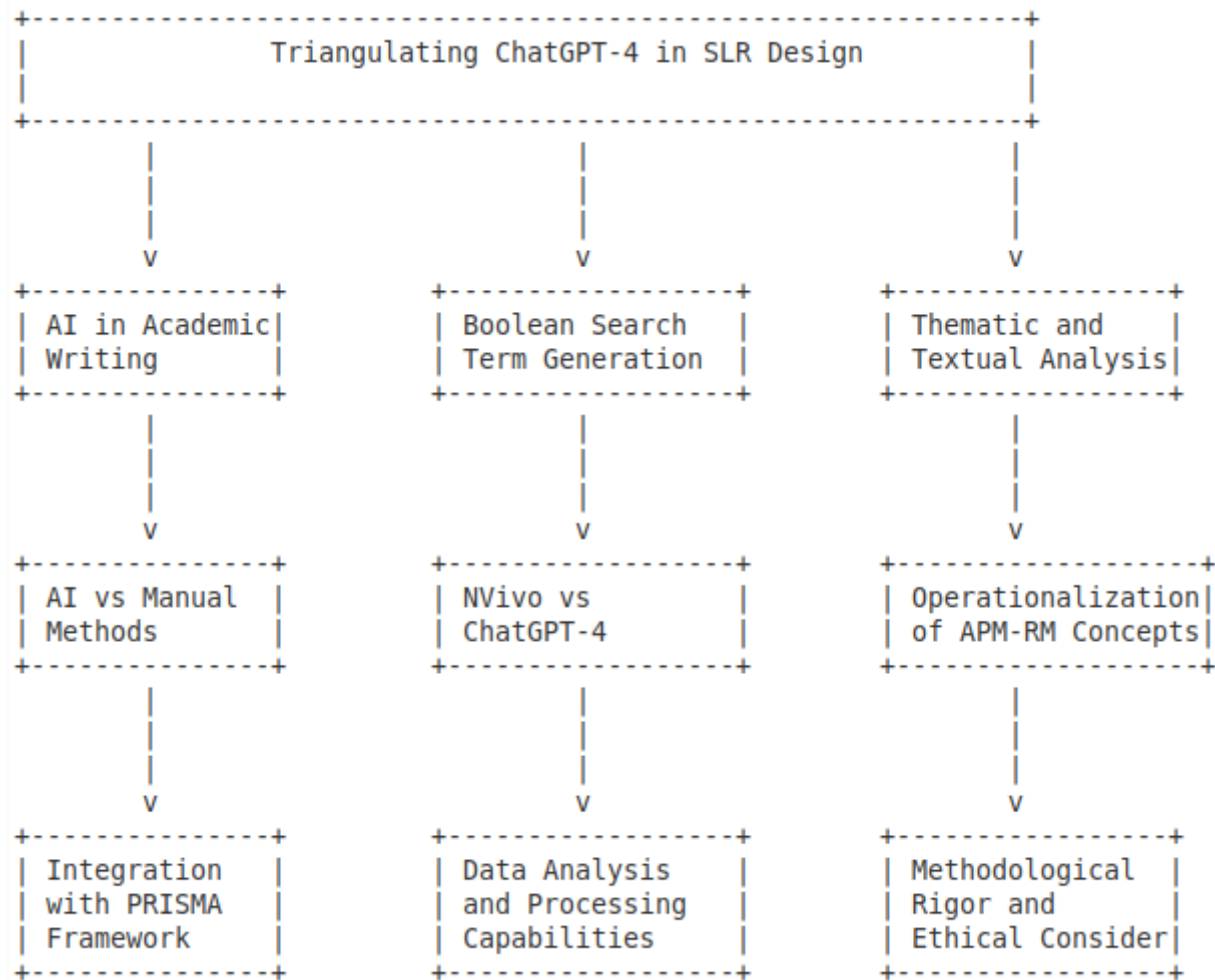 Triangulating ChatGPT-4 in SLR Design
AI in Academic
Writing
Boolean Search
Term Generation
Thematic and
Textual Analysis
AI vs Manual
Methods
NVivo vs
ChatGPT-4
Operationalization
of APM-RM Concepts
Integration
with PRISMA
Framework
Data Analysis
and Processing
Capabilities
Methodological
Rigor and
Ethical Consider